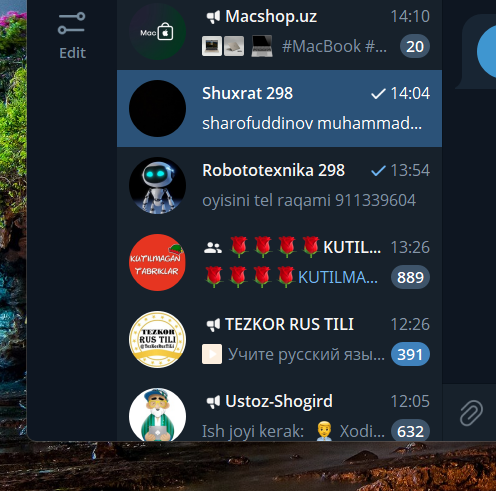 Macshop.uz 14:10
Mac
#MacBook #... 20
Edit
Shuxrat 298 14:04
sharofuddinov muhammad...
Robototexnika 298 13:54
oyisini tel raqami 911339604
🌹🌹🌹🌹KUTIL... 13:26
KUTILMAGAN
TABRIKLAR
🌹🌹🌹🌹KUTILMA... 889
TEZKOR RUS TILI 12:26
TEZKOR
RUS TILI
@TezkorRusTili
Учите русский язы... 391
Ustoz-Shogird 12:05
Ish joyi kerak: 👨‍💼 Xodi... 632